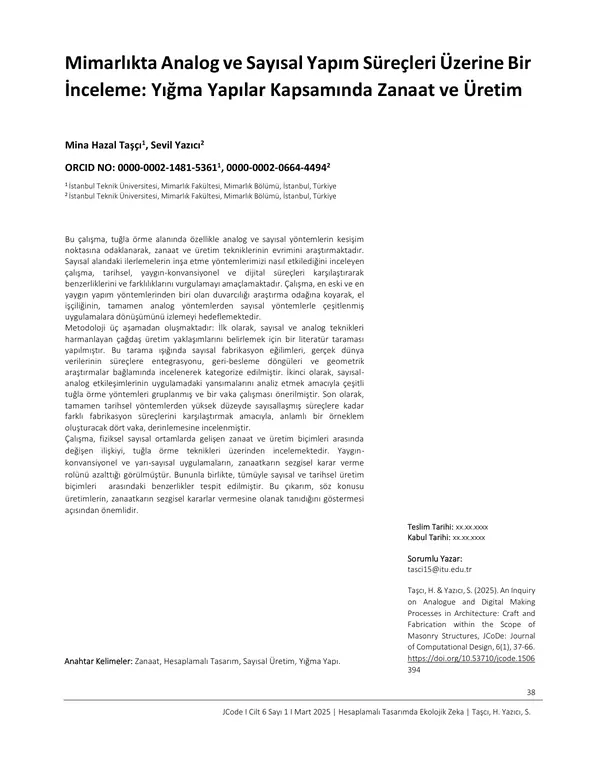 Mimarlıkta Analog ve Sayısal Yapım Süreçleri Üzerine Bir
İnceleme: Yığma Yapılar Kapsamında Zanaat ve Üretim
Mina Hazal Taşçı¹, Sevil Yazıcı²
ORCID NO: 0000-0002-1481-5361¹, 0000-0002-0664-4494²
¹ İstanbul Teknik Üniversitesi, Mimarlık Fakültesi, Mimarlık Bölümü, İstanbul, Türkiye
² İstanbul Teknik Üniversitesi, Mimarlık Fakültesi, Mimarlık Bölümü, İstanbul, Türkiye
Bu çalışma, tuğla örme alanında özellikle analog ve sayısal yöntemlerin kesişim
noktasına odaklanarak, zanaat ve üretim tekniklerinin evrimini araştırmaktadır.
Sayısal alandaki ilerlemelerin inşa etme yöntemlerimizi nasıl etkilediğini inceleyen
çalışma, tarihsel, yaygın-konvansiyonel ve dijital süreçleri karşılaştırarak
benzerliklerini ve farklılıklarını vurgulamayı amaçlamaktadır. Çalışma, en eski ve en
yaygın yapım yöntemlerinden biri olan duvarcılığı araştırma odağına koyarak, el
işçiliğinin, tamamen analog yöntemlerden sayısal yöntemlerle çeşitlenmiş
uygulamalara dönüşümünü izlemeyi hedeflemektedir.
Metodoloji üç aşamadan oluşmaktadır: İlk olarak, sayısal ve analog teknikleri
harmanlayan çağdaş üretim yaklaşımlarını belirlemek için bir literatür taraması
yapılmıştır. Bu tarama ışığında sayısal fabrikasyon eğilimleri, gerçek dünya
verilerinin süreçlere entegrasyonu, geri-besleme döngüleri ve geometrik
araştırmalar bağlamında incelenerek kategorize edilmiştir. İkinci olarak, sayısal-
analog etkileşimlerinin uygulamadaki yansımalarını analiz etmek amacıyla çeşitli
tuğla örme yöntemleri gruplanmış ve bir vaka çalışması önerilmiştir. Son olarak,
tamamen tarihsel yöntemlerden yüksek düzeyde sayısallaşmış süreçlere kadar
farklı fabrikasyon süreçlerini karşılaştırmak amacıyla, anlamlı bir örneklem
oluşturacak dört vaka, derinlemesine incelenmiştir.
Çalışma, fiziksel sayısal ortamlarda gelişen zanaat ve üretim biçimleri arasında
değişen ilişkiyi, tuğla örme teknikleri üzerinden incelemektedir. Yaygın-
konvansiyonel ve yarı-sayısal uygulamaların, zanaatkarın sezgisel karar verme
rolünü azalttığı görülmüştür. Bununla birlikte, tümüyle sayısal ve tarihsel üretim
biçimleri arasındaki benzerlikler tespit edilmiştir. Bu çıkarım, söz konusu
üretimlerin, zanaatkarın sezgisel kararlar vermesine olanak tanıdığını göstermesi
açısından önemlidir.
Teslim Tarihi: xx.xx.xxxx
Kabul Tarihi: xx.xx.xxxx
Sorumlu Yazar:
tasci15@itu.edu.tr
Taşçı, H. & Yazıcı, S. (2025). An Inquiry
on Analogue and Digital Making
Processes in Architecture: Craft and
Fabrication within the Scope of
Masonry Structures, JCoDe: Journal
of Computational Design, 6(1), 37-66.
https://doi.org/10.53710/jcode.1506
394
Anahtar Kelimeler: Zanaat, Hesaplamalı Tasarım, Sayısal Üretim, Yığma Yapı.
38
JCode I Cilt 6 Sayı 1 I Mart 2025 | Hesaplamalı Tasarımda Ekolojik Zeka | Taşçı, H. Yazıcı, S.